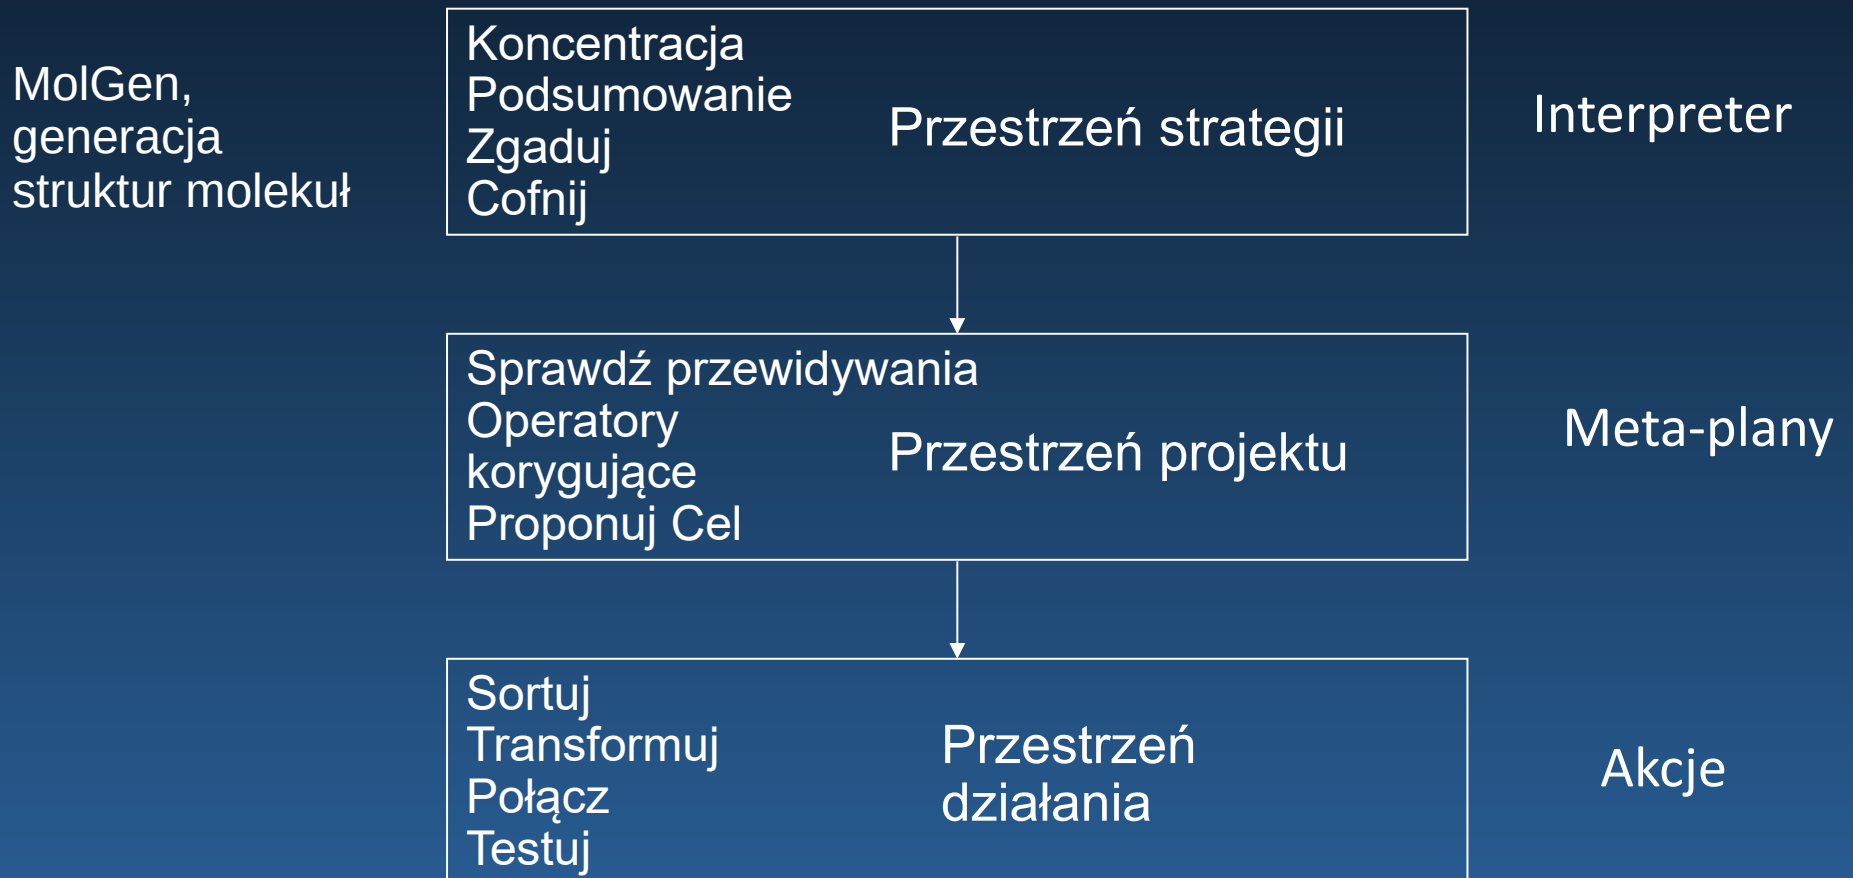 MolGen,
generacja
struktur molekuł
Koncentracja
Podsumowanie
Zgaduj
Cofnij
Przestrzeń strategii
Interpreter
Sprawdź przewidywania
Operatory
korygujące
Proponuj Cel
Przestrzeń projektu
Meta-plany
Sortuj
Transformuj
Połącz
Testuj
Przestrzeń
działania
Akcje